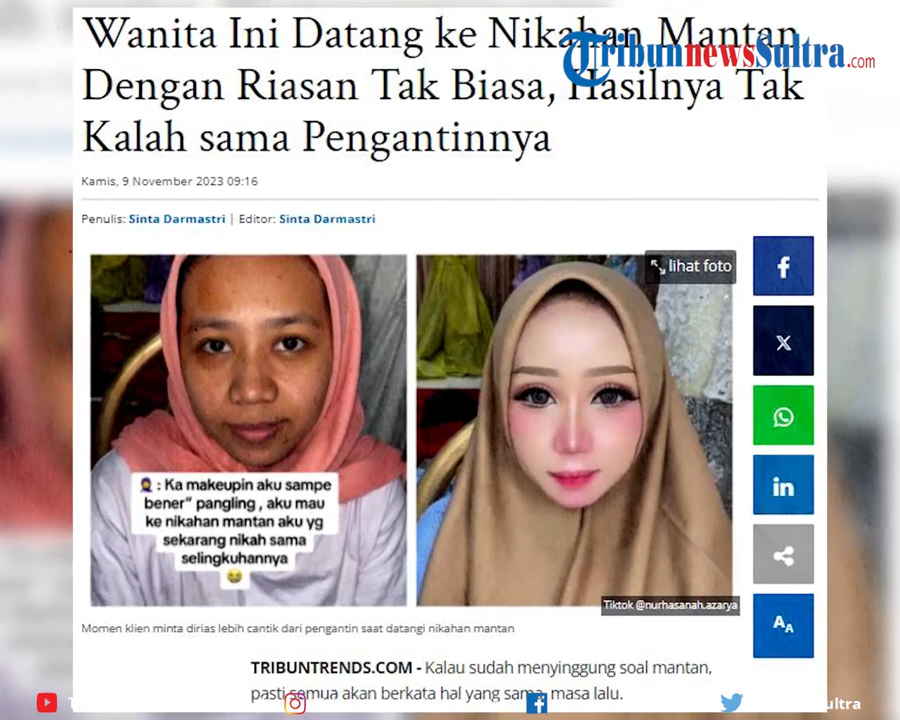 Wanita Ini Datang ke Nikahan Mantan
TribunnewsSultra.com
Dengan Riasan Tak Biasa, Hasilnya Tak
Kalah sama Pengantinnya
Kamis, 9 November 2023 09:16
Penulis: Sinta Darmastri | Editor: Sinta Darmastri
lihat foto
: Ka makeupin aku sampe
bener” pangling , aku mau
ke nikahan mantan aku yg
sekarang nikah sama
selingkuhannya
Tiktok @nurhasanah.azarya
Momen klien minta dirias lebih cantik dari pengantin saat datangi nikahan mantan
AA
TRIBUNTRENDS.COM - Kalau sudah menyinggung soal mantan,
pasti semua akan berkata hal yang sama, masa lalu.
ultra